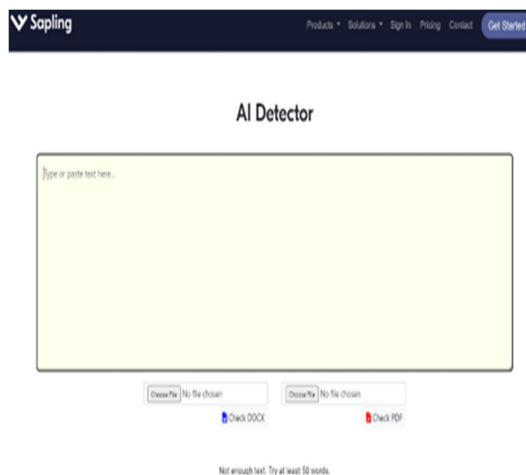 Sapling
Products Solutions Sign In Pricing Contact Get Started
AI Detector
Type or paste text here...
Choose File No file chosen Choose File No file chosen
Check DOCX Check PDF
Not enough text. Try at least 50 words.